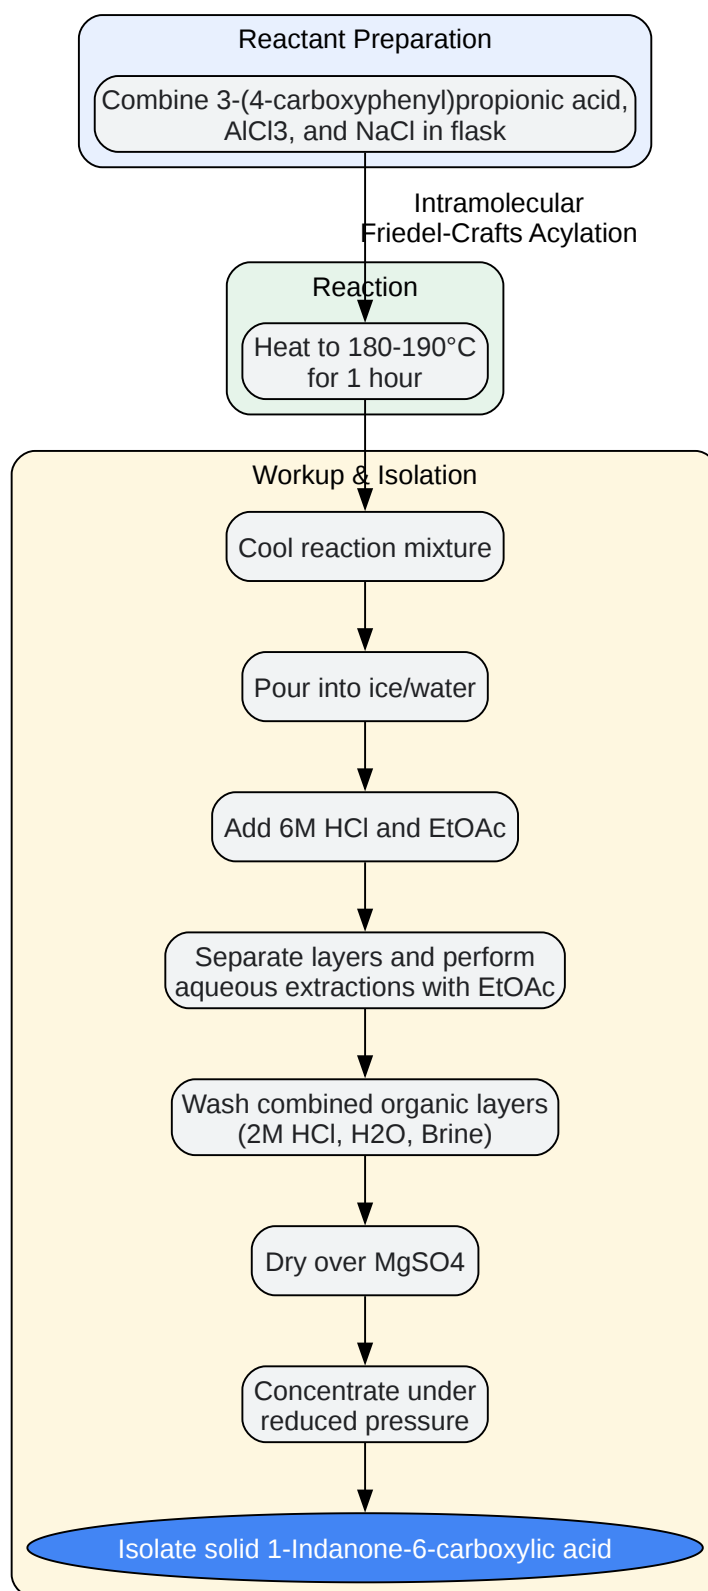 Reactant Preparation
Combine 3-(4-carboxyphenyl)propionic acid,
AlCl3, and NaCl in flask
Intramolecular
Friedel-Crafts Acylation
Reaction
Heat to 180-190°C
for 1 hour
Workup & Isolation
Cool reaction mixture
Pour into ice/water
Add 6M HCl and EtOAc
Separate layers and perform
aqueous extractions with EtOAc
Wash combined organic layers
(2M HCl, H2O, Brine)
Dry over MgSO4
Concentrate under
reduced pressure
Isolate solid 1-Indanone-6-carboxylic acid